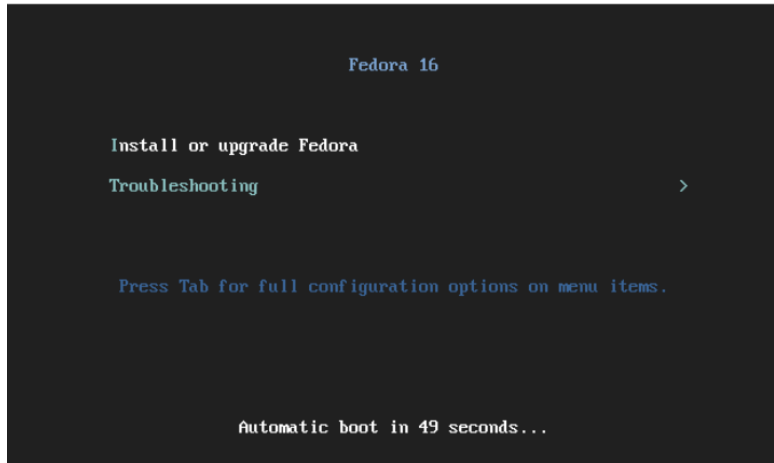 Fedora 16
Install or upgrade Fedora
Troubleshooting >
Press Tab for full configuration options on menu items.
Automatic boot in 49 seconds...